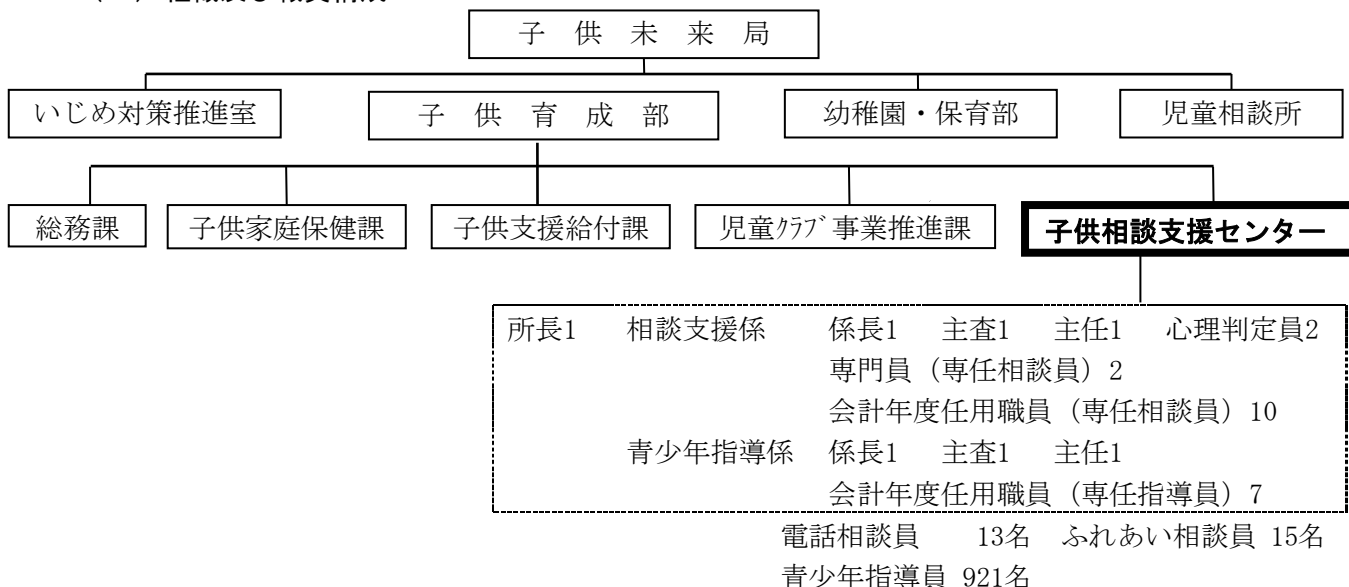 子 供 未 来 局
いじめ対策推進室 子 供 育 成 部 幼稚園・保育部 児童相談所
総務課 子供家庭保健課 子供支援給付課 児童ｸﾗﾌﾞ事業推進課 子供相談支援センター
所長1 相談支援係 係長1 主査1 主任1 心理判定員2
専門員（専任相談員）2
会計年度任用職員（専任相談員）10
青少年指導係 係長1 主査1 主任1
会計年度任用職員（専任指導員）7
電話相談員 13名 ふれあい相談員 15名
青少年指導員 921名